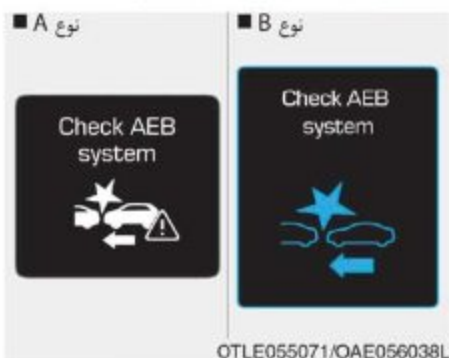 ■ A نوع
■ B نوع
Check AEB
system
Check AEB
system
OTLE055071/OAE056038L